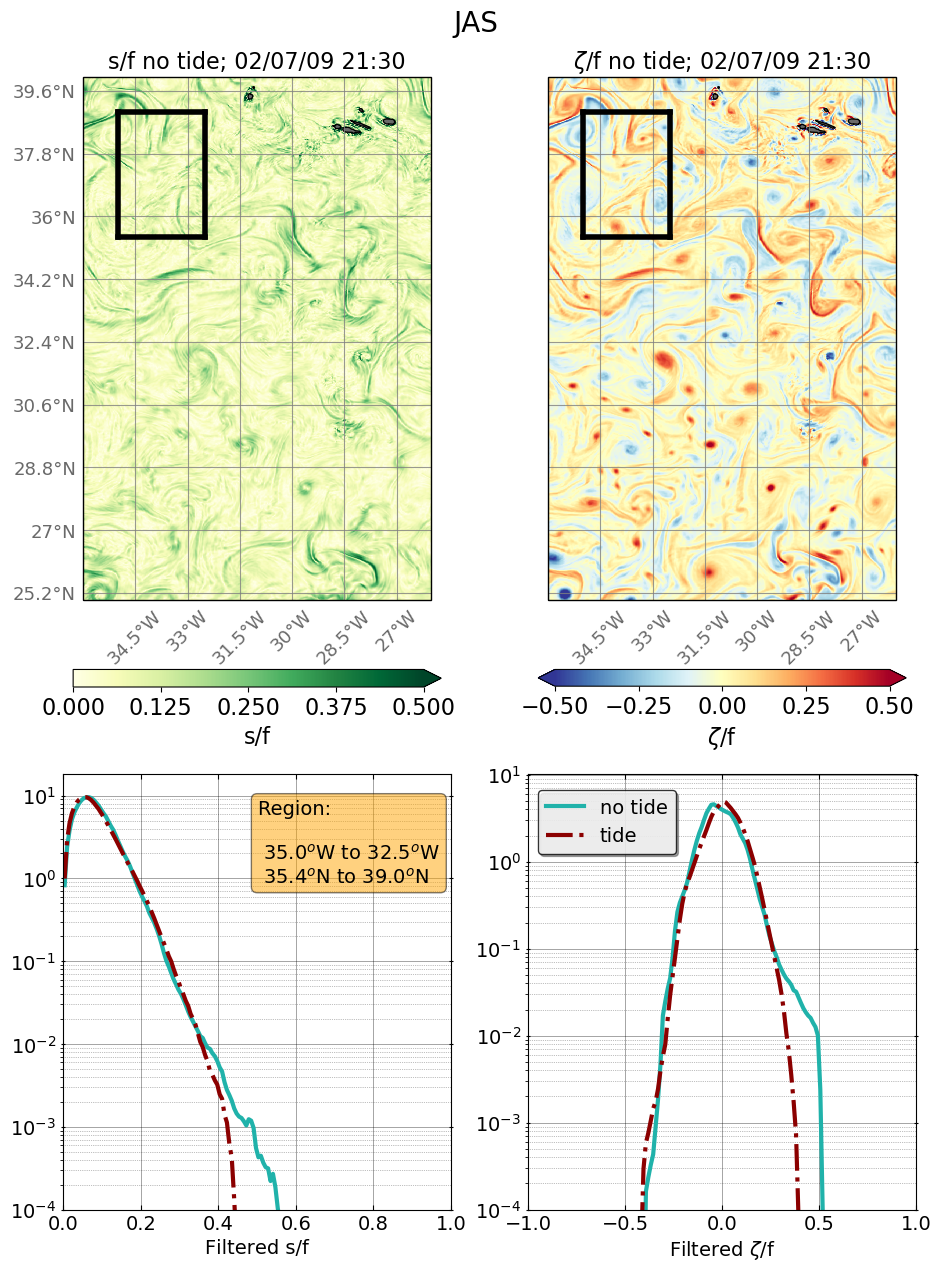 JAS
s/f no tide; 02/07/09 21:30
ζ/f no tide; 02/07/09 21:30
39.6°N
37.8°N
36°N
34.2°N
32.4°N
30.6°N
28.8°N
27°N
25.2°N
34.5°W 33°W 31.5°W 30°W 28.5°W 27°W
34.5°W 33°W 31.5°W 30°W 28.5°W 27°W
0.000 0.125 0.250 0.375 0.500
s/f
−0.50 −0.25 0.00 0.25 0.50
ζ/f
10¹
10⁰
10⁻¹
10⁻²
10⁻³
10⁻⁴
Region:
35.0°W to 32.5°W
35.4°N to 39.0°N
0.0 0.2 0.4 0.6 0.8 1.0
Filtered s/f
10¹
10⁰
10⁻¹
10⁻²
10⁻³
10⁻⁴
no tide
tide
−1.0 −0.5 0.0 0.5 1.0
Filtered ζ/f